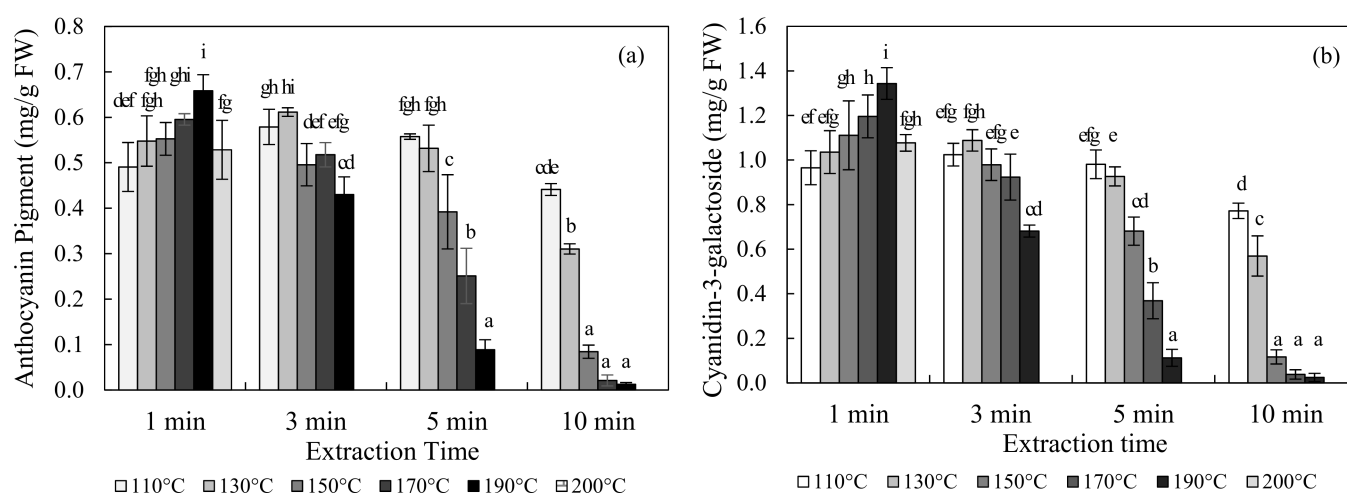 0.8
0.7
0.6
0.5
0.4
0.3
0.2
0.1
0.0
Anthocyanin Pigment (mg/g FW)
(a)
def fgh fgh ghi i fg
gh hi def efg cd
fgh fgh c b a
cde b a a a
1 min 3 min 5 min 10 min
Extraction Time
110°C 130°C 150°C 170°C 190°C 200°C
1.6
1.4
1.2
1.0
0.8
0.6
0.4
0.2
0.0
Cyanidin-3-galactoside (mg/g FW)
(b)
ef efg gh h i fgh
efg fgh efg e cd
efg e cd b a
d c a a a
1 min 3 min 5 min 10 min
Extraction time
110°C 130°C 150°C 170°C 190°C 200°C